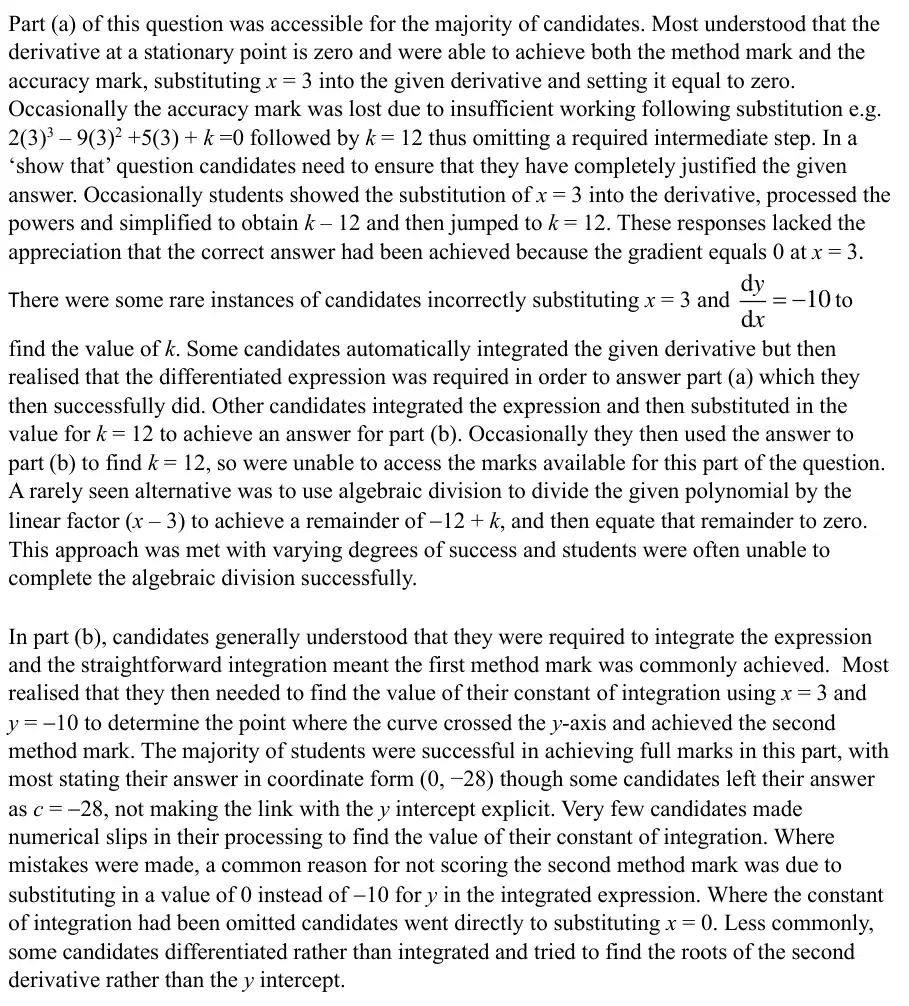 Part (a) of this question was accessible for the majority of candidates. Most understood that the
derivative at a stationary point is zero and were able to achieve both the method mark and the
accuracy mark, substituting x = 3 into the given derivative and setting it equal to zero.
Occasionally the accuracy mark was lost due to insufficient working following substitution e.g.
2(3)³ – 9(3)² +5(3) + k =0 followed by k = 12 thus omitting a required intermediate step. In a
‘show that’ question candidates need to ensure that they have completely justified the given
answer. Occasionally students showed the substitution of x = 3 into the derivative, processed the
powers and simplified to obtain k – 12 and then jumped to k = 12. These responses lacked the
appreciation that the correct answer had been achieved because the gradient equals 0 at x = 3.
There were some rare instances of candidates incorrectly substituting x = 3 and dy/dx = −10 to
find the value of k. Some candidates automatically integrated the given derivative but then
realised that the differentiated expression was required in order to answer part (a) which they
then successfully did. Other candidates integrated the expression and then substituted in the
value for k = 12 to achieve an answer for part (b). Occasionally they then used the answer to
part (b) to find k = 12, so were unable to access the marks available for this part of the question.
A rarely seen alternative was to use algebraic division to divide the given polynomial by the
linear factor (x – 3) to achieve a remainder of −12 + k, and then equate that remainder to zero.
This approach was met with varying degrees of success and students were often unable to
complete the algebraic division successfully.
In part (b), candidates generally understood that they were required to integrate the expression
and the straightforward integration meant the first method mark was commonly achieved. Most
realised that they then needed to find the value of their constant of integration using x = 3 and
y = −10 to determine the point where the curve crossed the y-axis and achieved the second
method mark. The majority of students were successful in achieving full marks in this part, with
most stating their answer in coordinate form (0, −28) though some candidates left their answer
as c = −28, not making the link with the y intercept explicit. Very few candidates made
numerical slips in their processing to find the value of their constant of integration. Where
mistakes were made, a common reason for not scoring the second method mark was due to
substituting in a value of 0 instead of −10 for y in the integrated expression. Where the constant
of integration had been omitted candidates went directly to substituting x = 0. Less commonly,
some candidates differentiated rather than integrated and tried to find the roots of the second
derivative rather than the y intercept.